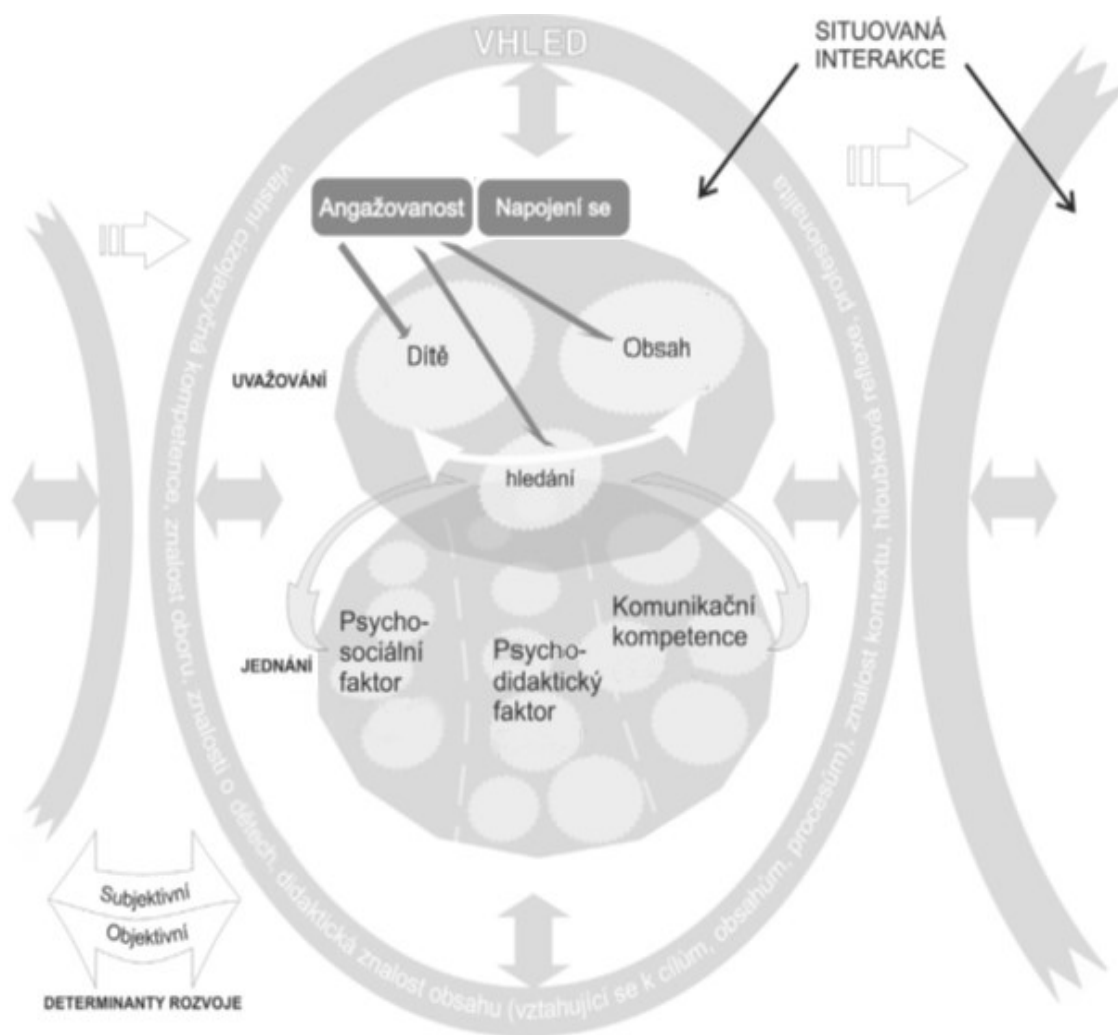 VHLED
SITUOVANÁ
INTERAKCE
Angažovanost
Napojení se
Dítě
Obsah
UVAŽOVÁNÍ
hledání
Psycho-
sociální
faktor
Psycho-
didaktický
faktor
Komunikační
kompetence
JEDNÁNÍ
vlastní cizojazyčná kompetence, znalost oboru, znalosti o dětech, didaktická znalost obsahu (vztahující se k cílům, obsahům, procesům), znalost kontextu, hloubková reflexe, profesionalita
Subjektivní
Objektivní
DETERMINANTY ROZVOJE